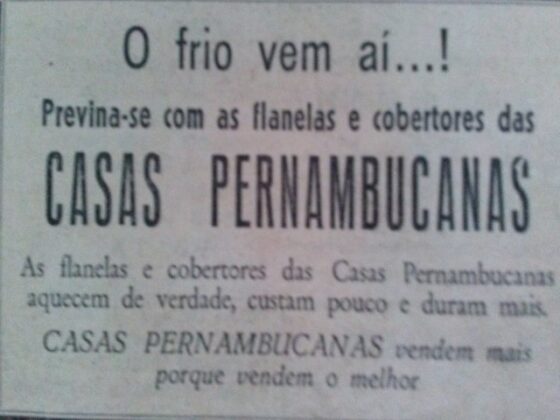 O frio vem aí...!
Previna-se com as flanelas e cobertores das
CASAS PERNAMBUCANAS
As flanelas e cobertores das Casas Pernambucanas
aquecem de verdade, custam pouco e duram mais.
CASAS PERNAMBUCANAS vendem mais
porque vendem o melhor